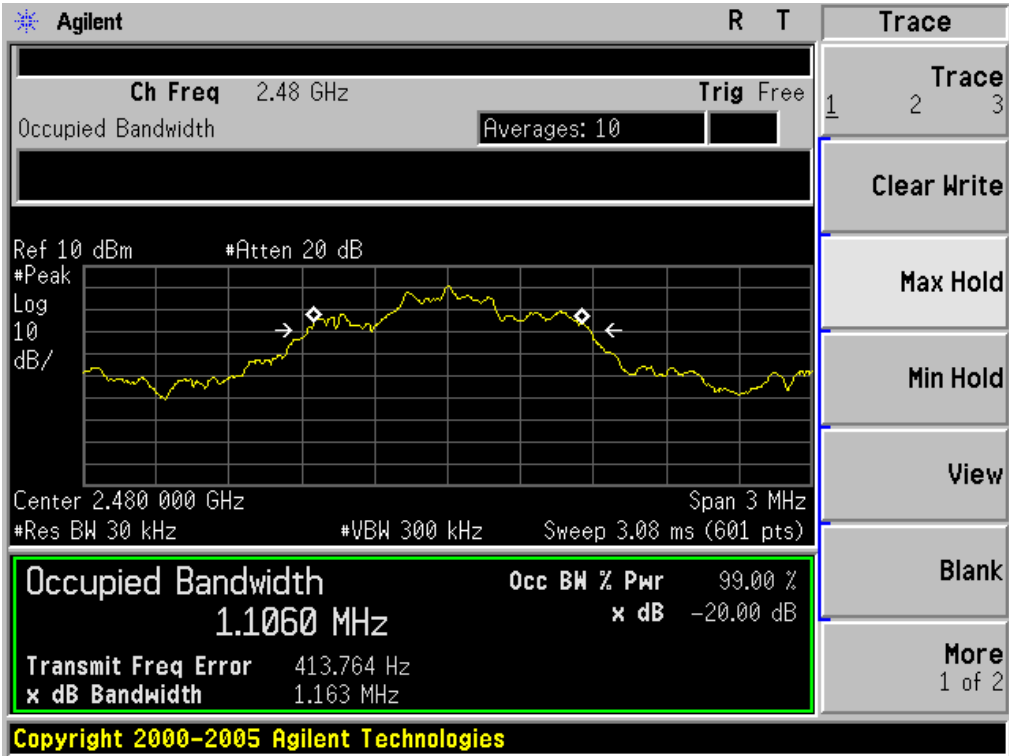 Agilent R T Trace
Ch Freq 2.48 GHz Trig Free
Occupied Bandwidth Averages: 10
Trace
1 2 3
Clear Write
Ref 10 dBm #Atten 20 dB
#Peak
Log
10
dB/
Max Hold
Min Hold
View
Center 2.480 000 GHz Span 3 MHz
#Res BW 30 kHz #VBW 300 kHz Sweep 3.08 ms (601 pts)
Occupied Bandwidth Occ BW % Pwr 99.00 %
1.1060 MHz x dB -20.00 dB
Transmit Freq Error 413.764 Hz
x dB Bandwidth 1.163 MHz
Blank
More
1 of 2
Copyright 2000-2005 Agilent Technologies